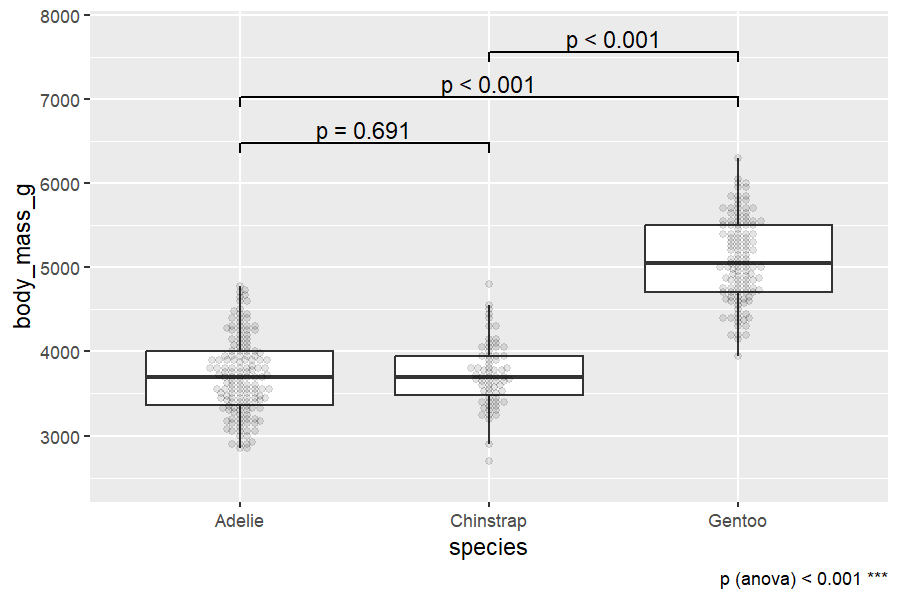 8000
p < 0.001
7000
p < 0.001
p = 0.691
6000
5000
4000
3000
body_mass_g
Adelie
Chinstrap
Gentoo
species
p (anova) < 0.001 ***